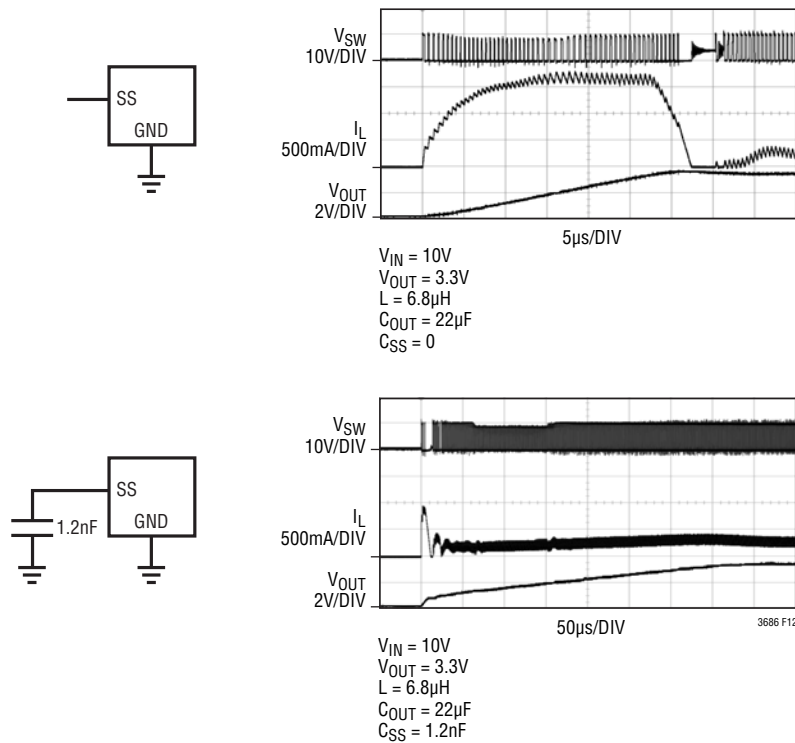 SS
GND
VSW
10V/DIV
IL
500mA/DIV
VOUT
2V/DIV
5µs/DIV
VIN = 10V
VOUT = 3.3V
L = 6.8µH
COUT = 22µF
CSS = 0
SS
GND
1.2nF
VSW
10V/DIV
IL
500mA/DIV
VOUT
2V/DIV
50µs/DIV
3686 F12
VIN = 10V
VOUT = 3.3V
L = 6.8µH
COUT = 22µF
CSS = 1.2nF